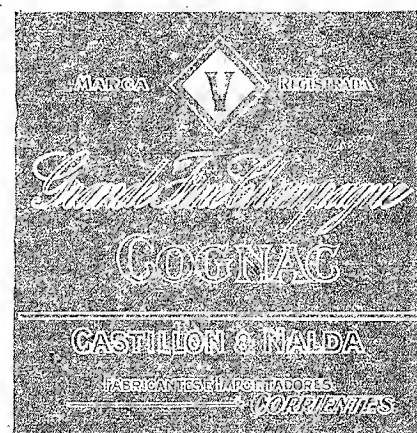 MARCA V REGISTRADA
Grande Fine Champagne
COGNAC
CASTILLON & NALDA
FABRICANTES E IMPORTADORES
CORRIENTES